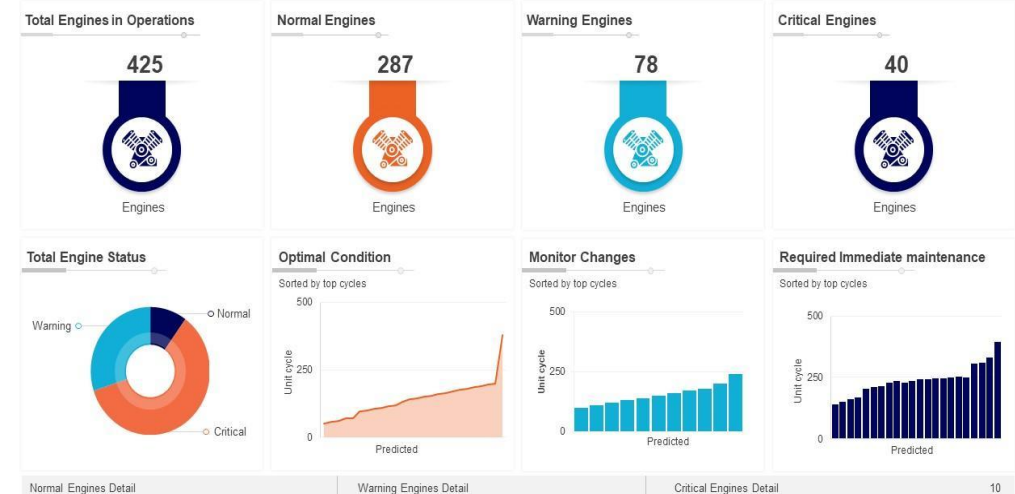 Total Engines in Operations
Normal Engines
Warning Engines
Critical Engines
425
287
78
40
Engines
Engines
Engines
Engines
Total Engine Status
Optimal Condition
Monitor Changes
Required Immediate maintenance
Sorted by top cycles
Sorted by top cycles
Sorted by top cycles
Warning
Normal
Critical
500
250
0
Unit cycle
Predicted
500
250
0
Unit cycle
Predicted
500
250
0
Unit cycle
Predicted
Normal Engines Detail
Warning Engines Detail
Critical Engines Detail
10